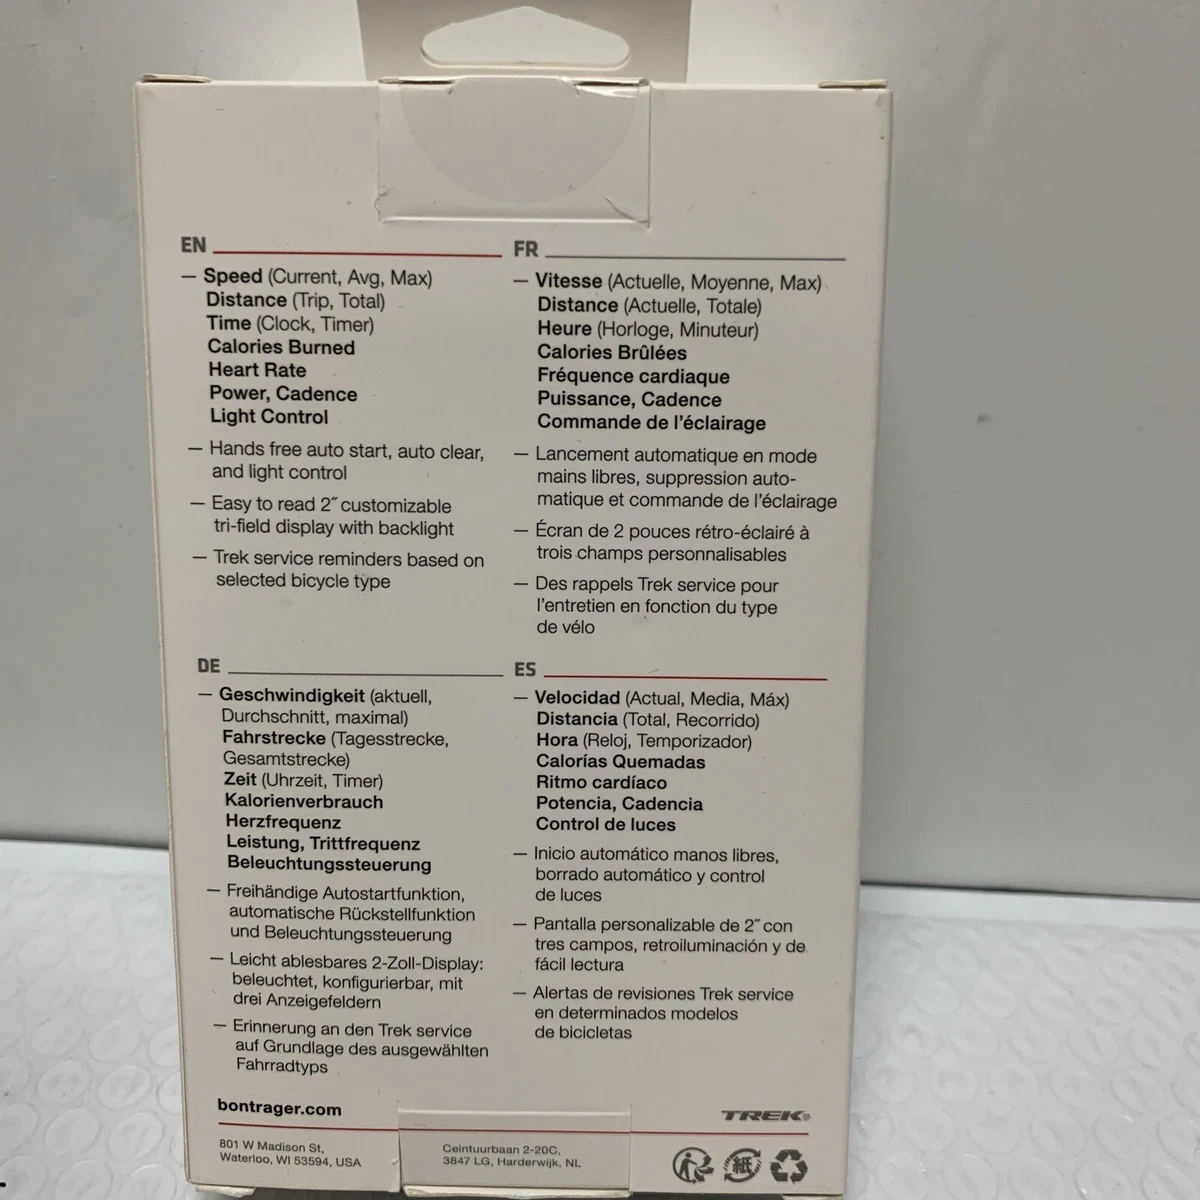 EN
— Speed (Current, Avg, Max)
Distance (Trip, Total)
Time (Clock, Timer)
Calories Burned
Heart Rate
Power, Cadence
Light Control
— Hands free auto start, auto clear,
and light control
— Easy to read 2″ customizable
tri-field display with backlight
— Trek service reminders based on
selected bicycle type
FR
— Vitesse (Actuelle, Moyenne, Max)
Distance (Actuelle, Totale)
Heure (Horloge, Minuteur)
Calories Brûlées
Fréquence cardiaque
Puissance, Cadence
Commande de l'éclairage
— Lancement automatique en mode
mains libres, suppression auto-
matique et commande de l'éclairage
— Écran de 2 pouces rétro-éclairé à
trois champs personnalisables
— Des rappels Trek service pour
l'entretien en fonction du type
de vélo
DE
— Geschwindigkeit (aktuell,
Durchschnitt, maximal)
Fahrstrecke (Tagesstrecke,
Gesamtstrecke)
Zeit (Uhrzeit, Timer)
Kalorienverbrauch
Herzfrequenz
Leistung, Trittfrequenz
Beleuchtungssteuerung
— Freihändige Autostartfunktion,
automatische Rückstellfunktion
und Beleuchtungssteuerung
— Leicht ablesbares 2-Zoll-Display:
beleuchtet, konfigurierbar, mit
drei Anzeigefeldern
— Erinnerung an den Trek service
auf Grundlage des ausgewählten
Fahrradtyps
ES
— Velocidad (Actual, Media, Máx)
Distancia (Total, Recorrido)
Hora (Reloj, Temporizador)
Calorías Quemadas
Ritmo cardíaco
Potencia, Cadencia
Control de luces
— Inicio automático manos libres,
borrado automático y control
de luces
— Pantalla personalizable de 2″ con
tres campos, retroiluminación y de
fácil lectura
— Alertas de revisiones Trek service
en determinados modelos
de bicicletas
bontrager.com
TREK®
801 W Madison St,
Waterloo, WI 53594, USA
Ceintuurbaan 2-20C,
3847 LG, Harderwijk, NL
紙